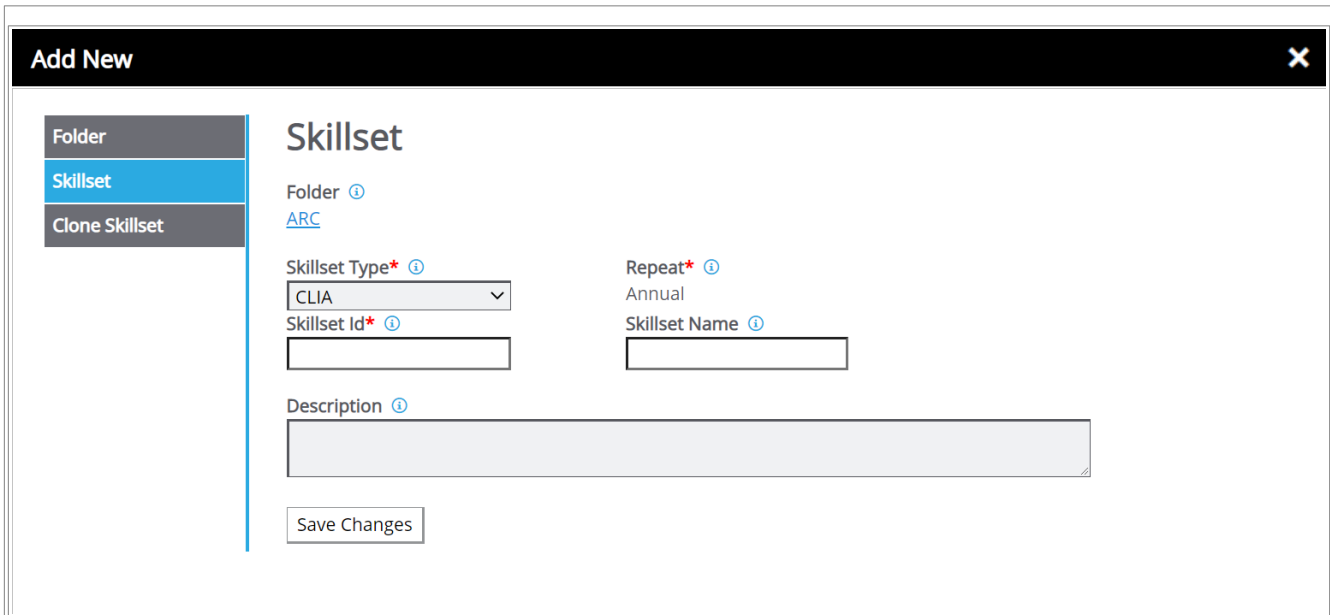 Add New
Folder
Skillset
Clone Skillset
Skillset
Folder
ARC
Skillset Type* Repeat*
CLIA Annual
Skillset Id* Skillset Name
Description
Save Changes